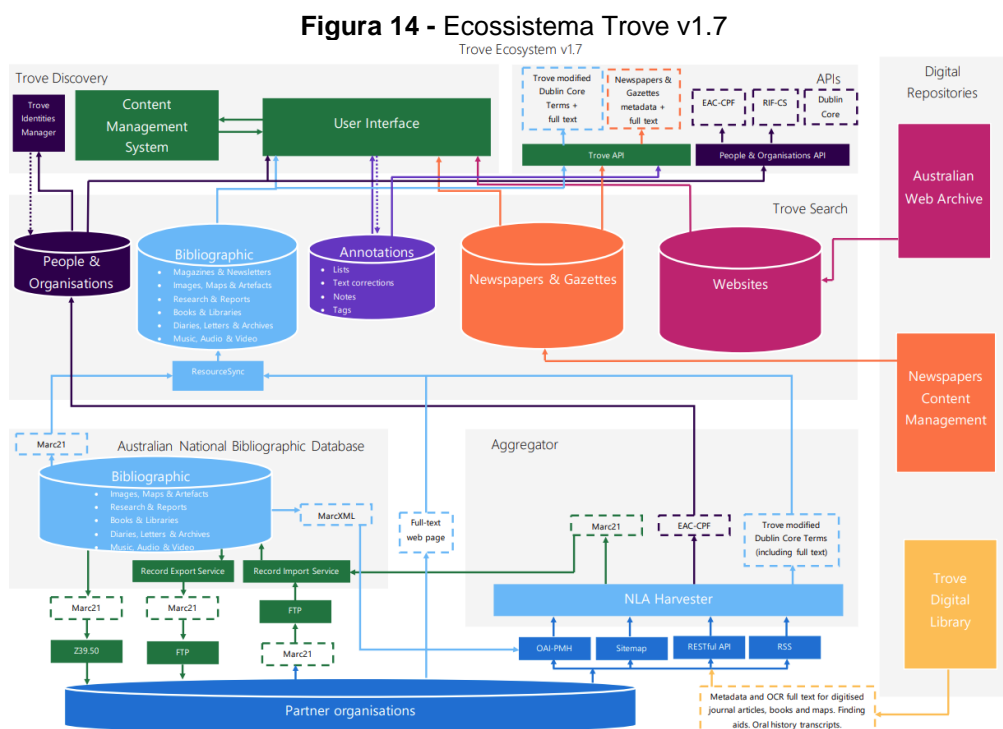 Figura 14 - Ecossistema Trove v1.7
Trove Ecosystem v1.7
Trove Discovery
Trove
Identities
Manager
Content
Management
System
User Interface
APIs
Trove modified
Dublin Core
Terms +
full text
Newspapers &
Gazettes
metadata +
full text
EAC-CPF
RIF-CS
Dublin
Core
Trove API
People & Organisations API
Digital
Repositories
Australian
Web Archive
Newspapers
Content
Management
Trove
Digital
Library
Trove Search
People &
Organisations
Bibliographic
• Magazines & Newsletters
• Images, Maps & Artefacts
• Research & Reports
• Books & Libraries
• Diaries, Letters & Archives
• Music, Audio & Video
Annotations
• Lists
• Text corrections
• Notes
• Tags
Newspapers & Gazettes
Websites
ResourceSync
Marc21
Australian National Bibliographic Database
Bibliographic
• Images, Maps & Artefacts
• Research & Reports
• Books & Libraries
• Diaries, Letters & Archives
• Music, Audio & Video
MarcXML
Full-text
web page
Record Export Service
Record Import Service
Marc21
Marc21
FTP
Z39.50
FTP
Marc21
Aggregator
Marc21
EAC-CPF
Trove modified
Dublin Core Terms
(including full text)
NLA Harvester
OAI-PMH
Sitemap
RESTful API
RSS
Partner organisations
Metadata and OCR full text for digitised
journal articles, books and maps. Finding
aids. Oral history transcripts.